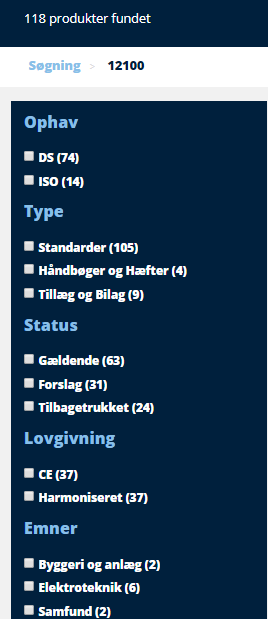 118 produkter fundet
Søgning > 12100
Ophav
DS (74)
ISO (14)
Type
Standarder (105)
Håndbøger og Hæfter (4)
Tillæg og Bilag (9)
Status
Gældende (63)
Forslag (31)
Tilbagetrukket (24)
Lovgivning
CE (37)
Harmoniseret (37)
Emner
Byggeri og anlæg (2)
Elektroteknik (6)
Samfund (2)